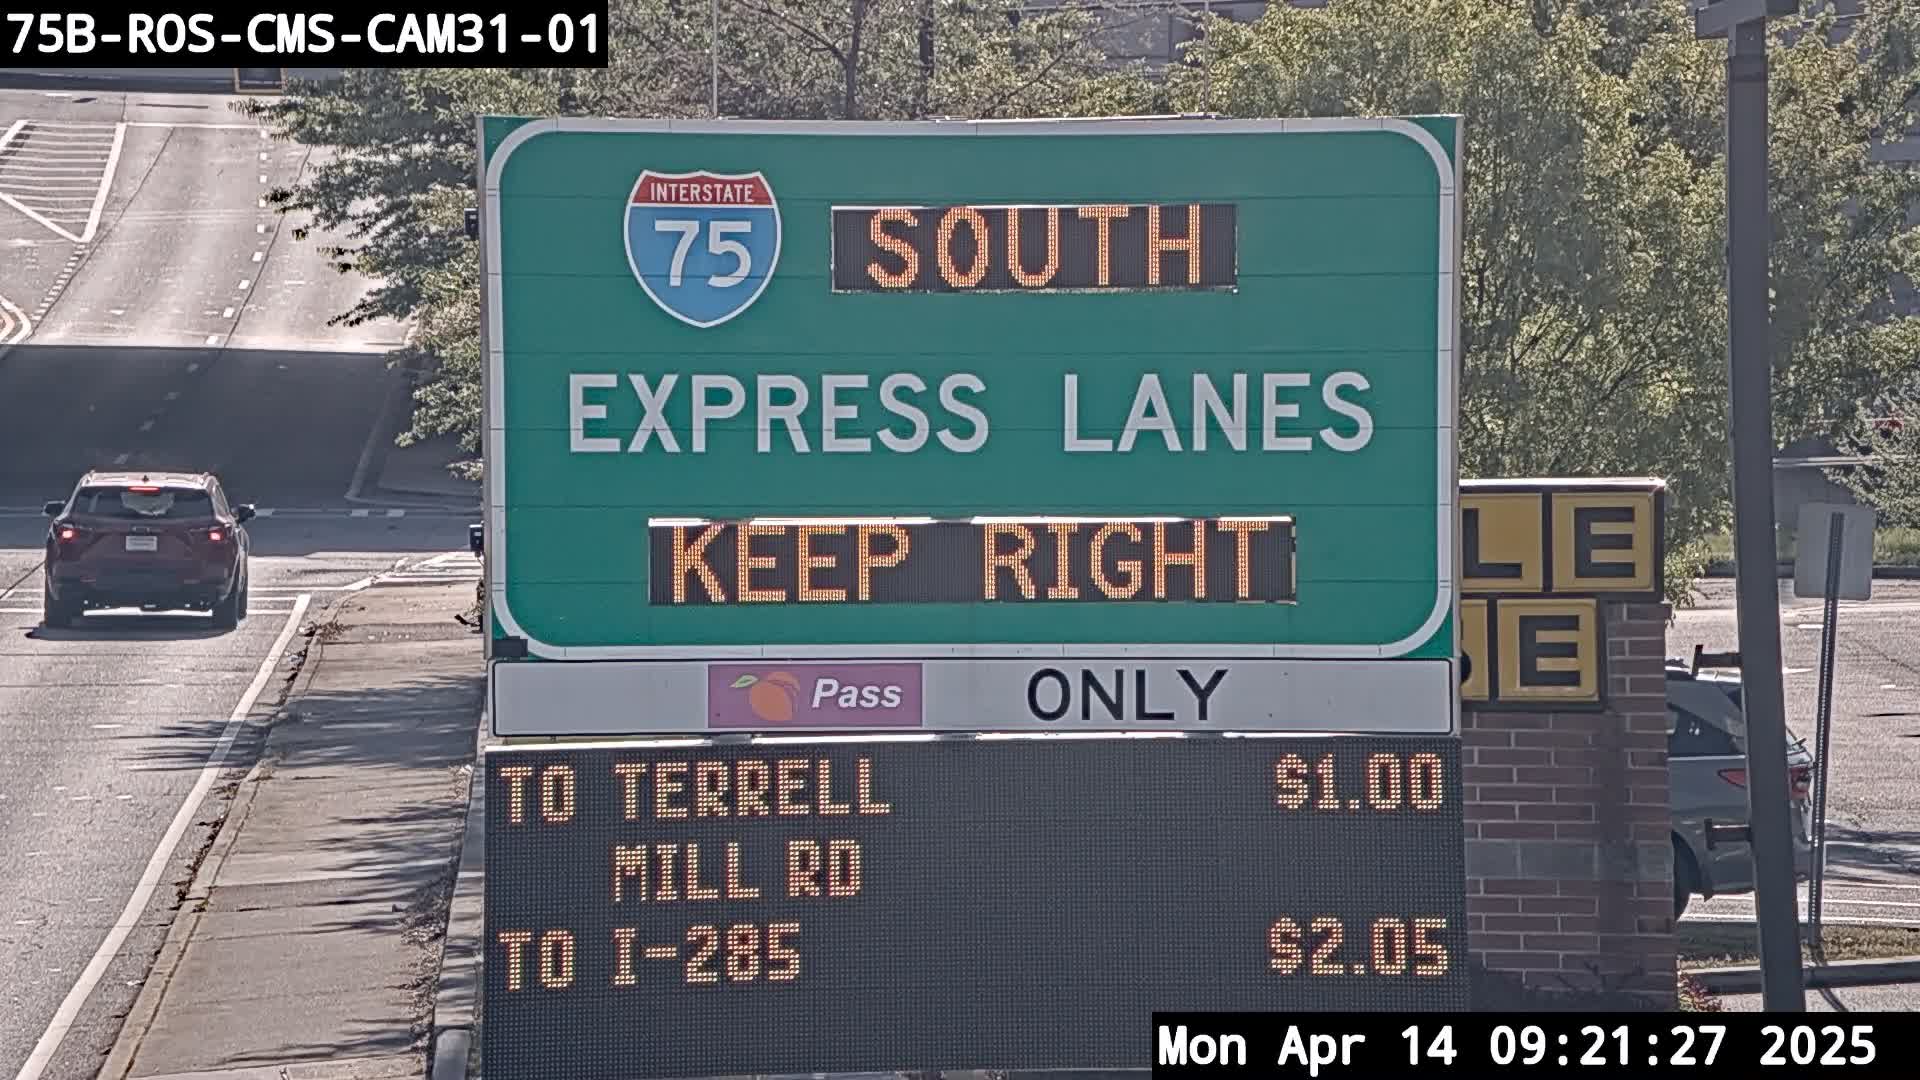 75B-ROS-CMS-CAM31-01
INTERSTATE
75
SOUTH
EXPRESS LANES
KEEP RIGHT
LE
E
Pass ONLY
TO TERRELL $1.00
MILL RD
TO I-285 $2.05
Mon Apr 14 09:21:27 2025